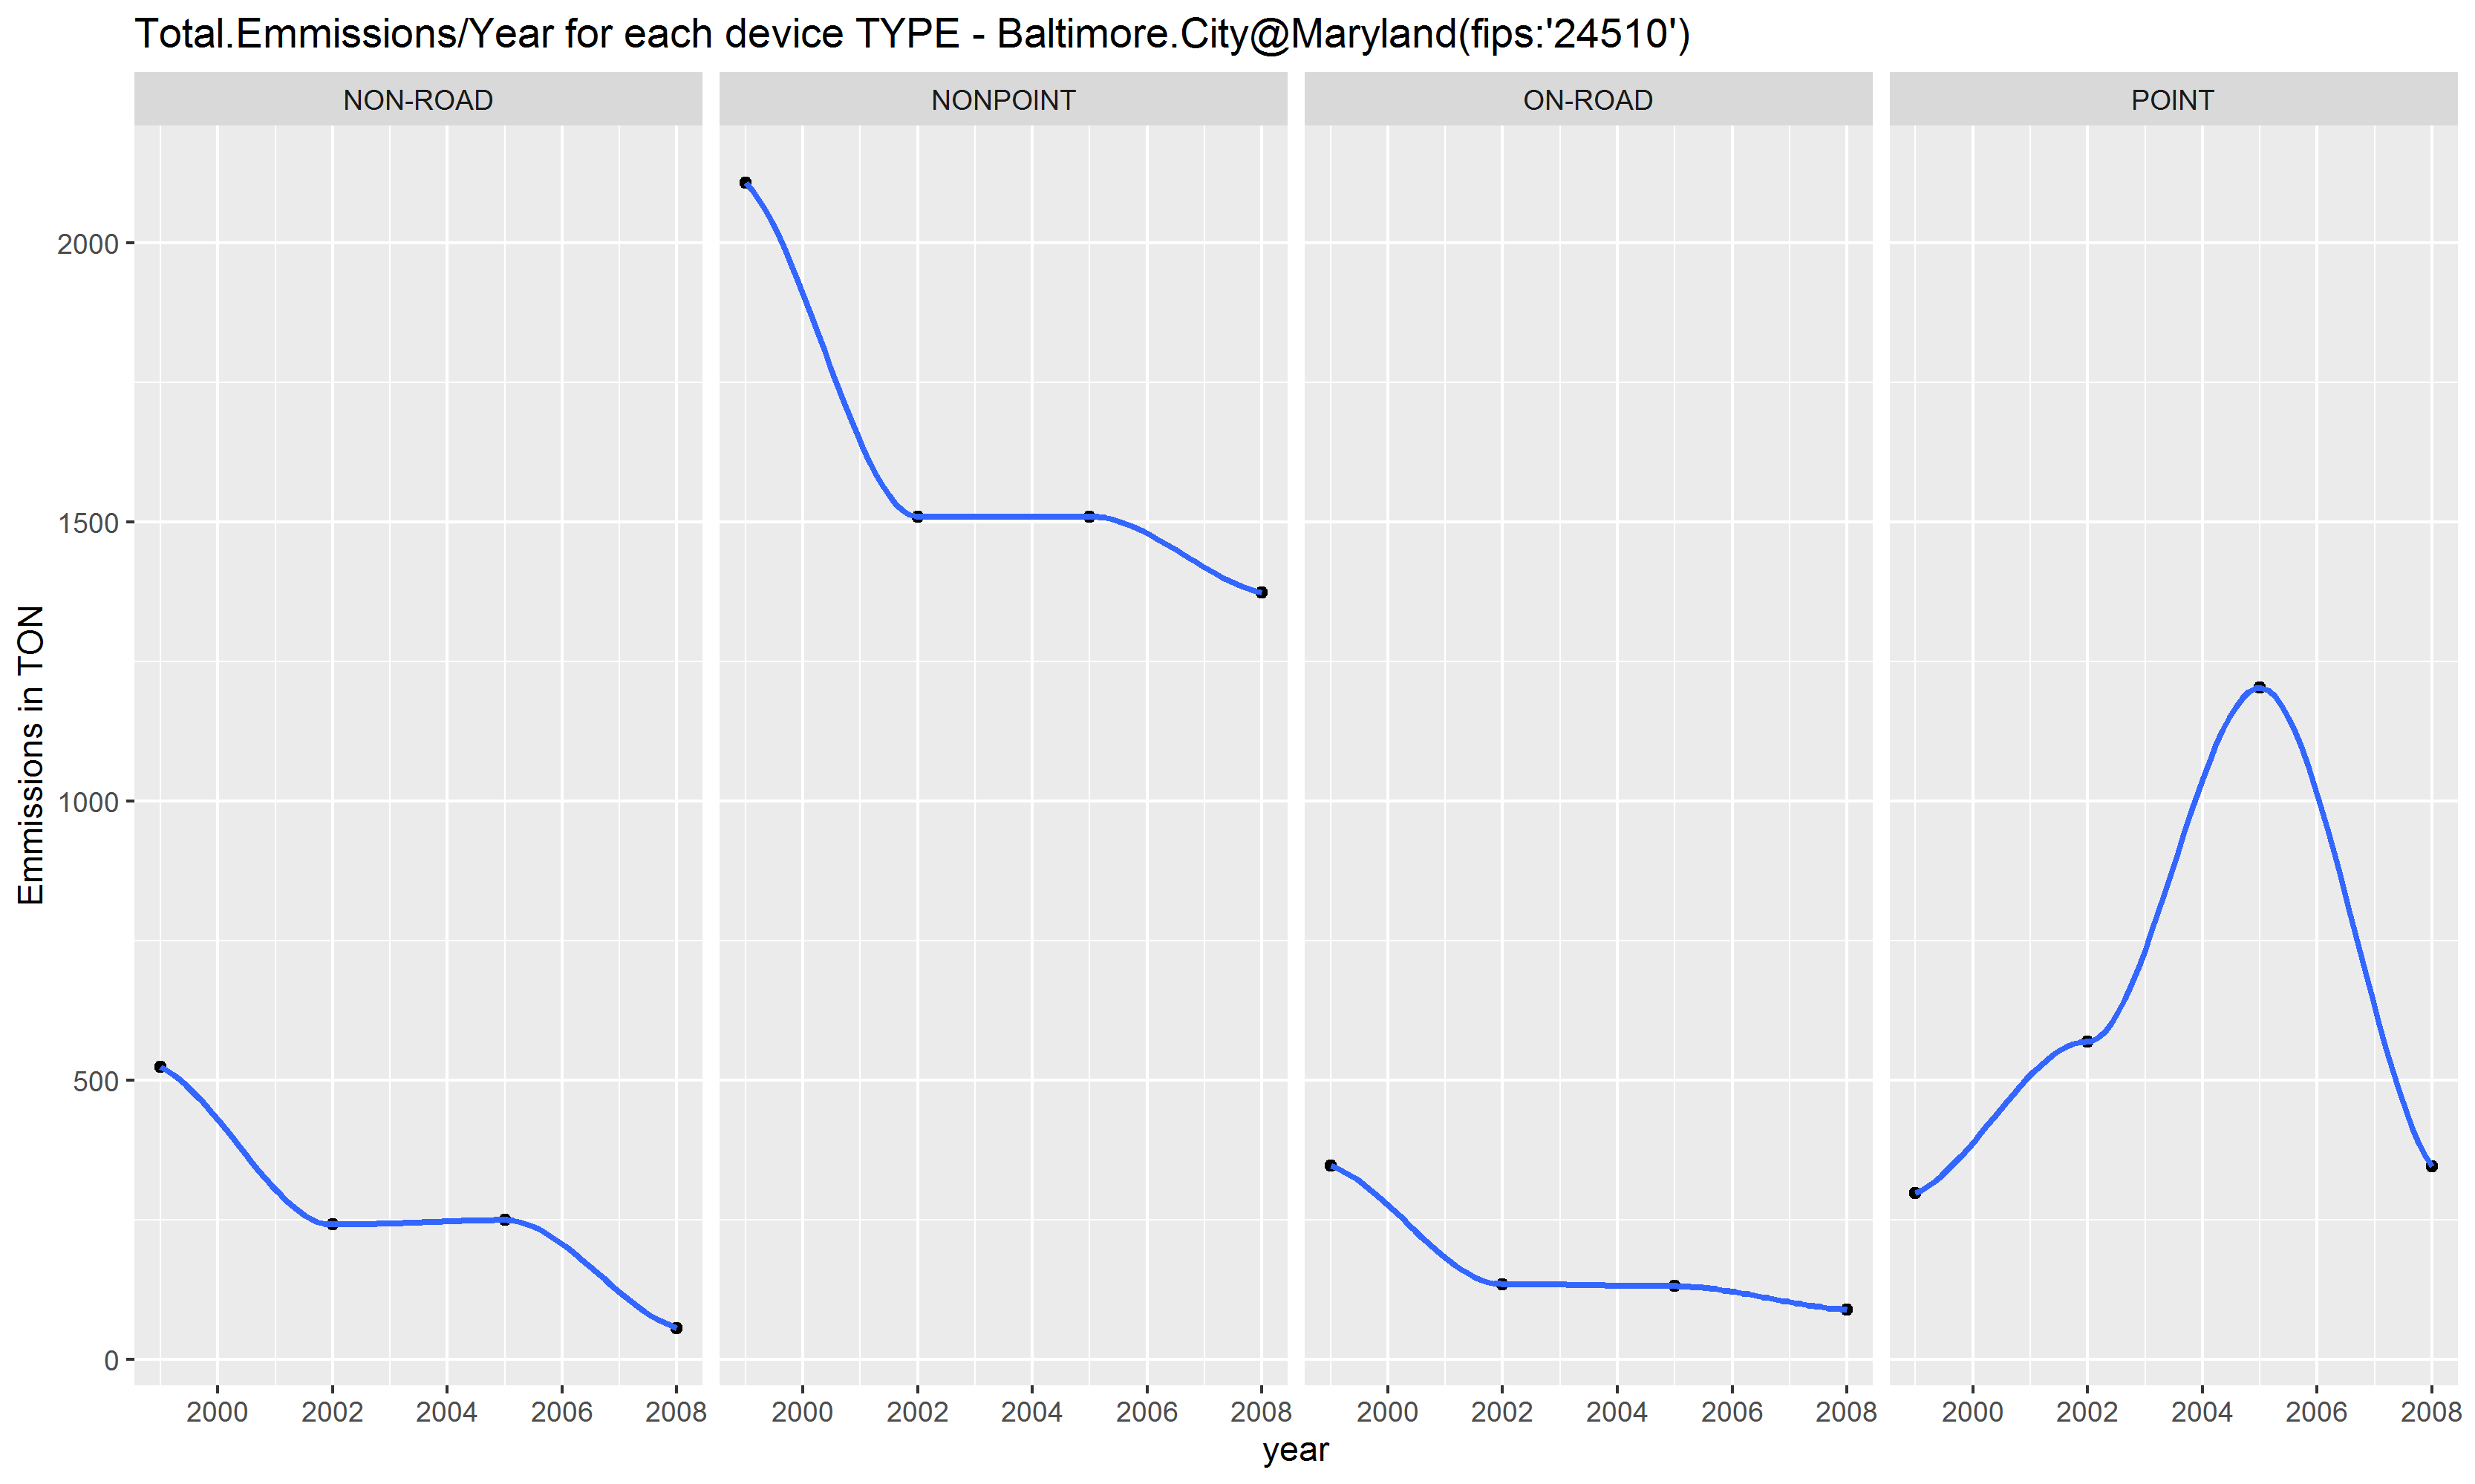 Total.Emmissions/Year for each device TYPE - Baltimore.City@Maryland(fips:'24510')
NON-ROAD NONPOINT ON-ROAD POINT
Emmissions in TON
2000
1500
1000
500
0
2000 2002 2004 2006 2008 2000 2002 2004 2006 2008 2000 2002 2004 2006 2008 2000 2002 2004 2006 2008
year